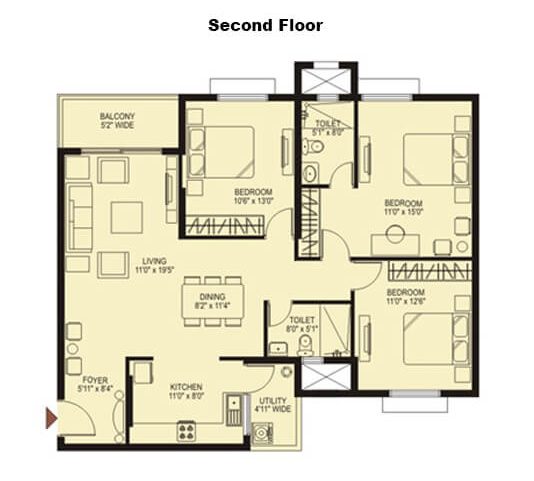 Second Floor
BALCONY
5'2" WIDE
TOILET
5'1" x 8'0"
BEDROOM
10'6" x 13'0"
BEDROOM
11'0" x 15'0"
LIVING
11'0" x 19'5"
DINING
8'2" x 11'4"
BEDROOM
11'0" x 12'6"
TOILET
8'0" x 5'1"
FOYER
5'11" x 8'4"
KITCHEN
11'0" x 8'0"
UTILITY
4'11" WIDE